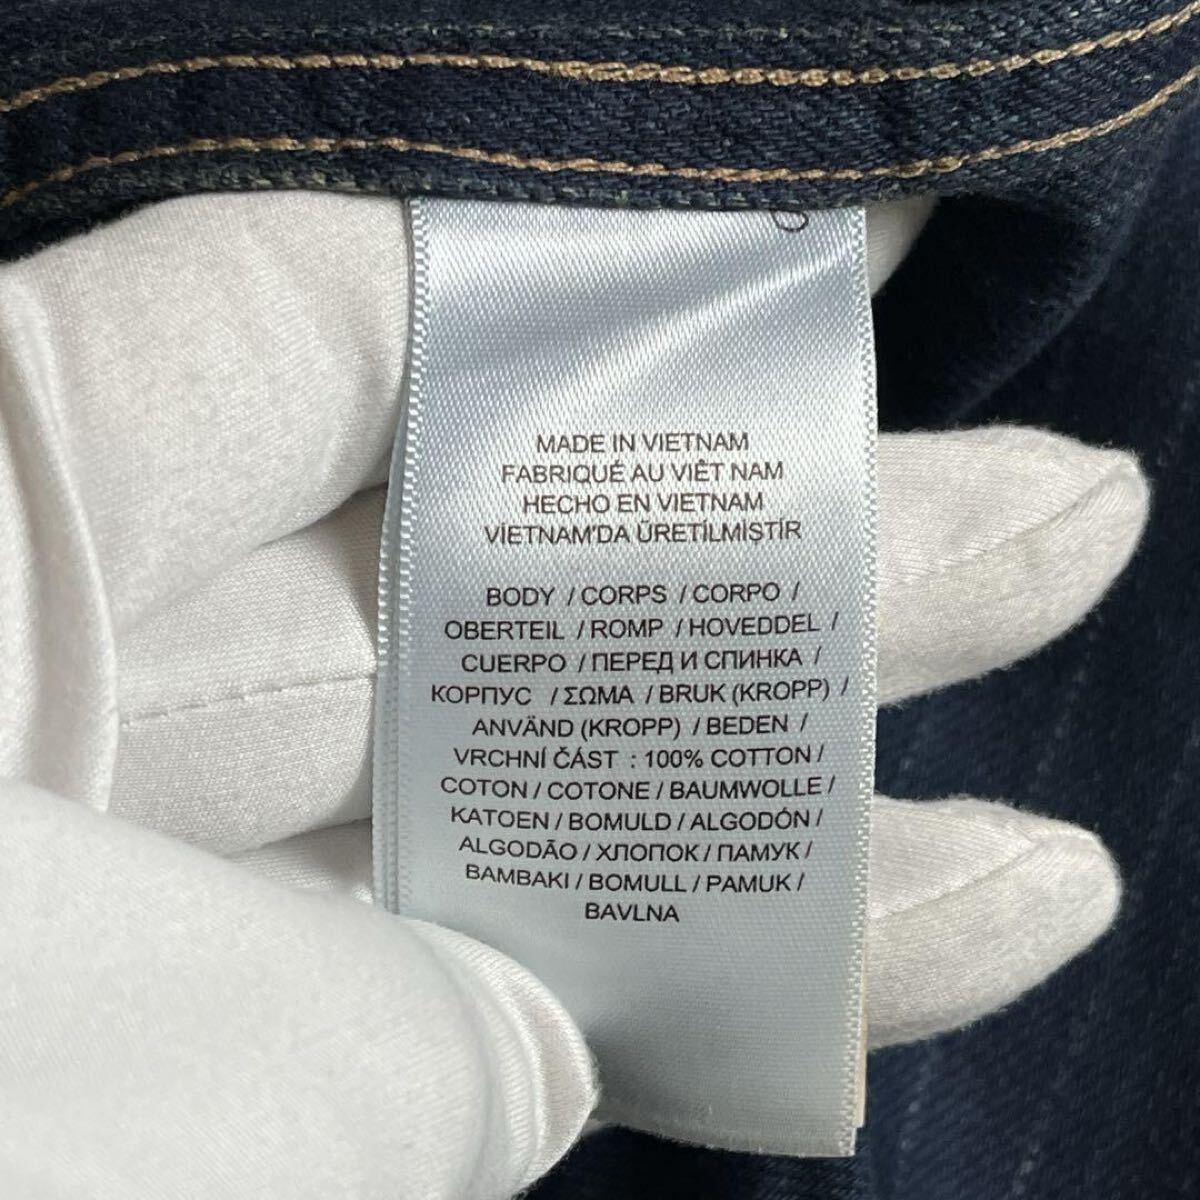 MADE IN VIETNAM
FABRIQUÉ AU VIÊT NAM
HECHO EN VIETNAM
VİETNAM'DA ÜRETİLMİŞTİR
BODY / CORPS / CORPO /
OBERTEIL / ROMP / HOVEDDEL /
CUERPO / ПЕРЕД И СПИНКА /
КОРПУС / ΣΩΜΑ / BRUK (KROPP) /
ANVÄND (KROPP) / BEDEN /
VRCHNÍ ČÁST : 100% COTTON /
COTON / COTONE / BAUMWOLLE /
KATOEN / BOMULD / ALGODÓN /
ALGODÃO / ХЛОПОК / ПАМУК /
BAMBAKI / BOMULL / PAMUK /
BAVLNA